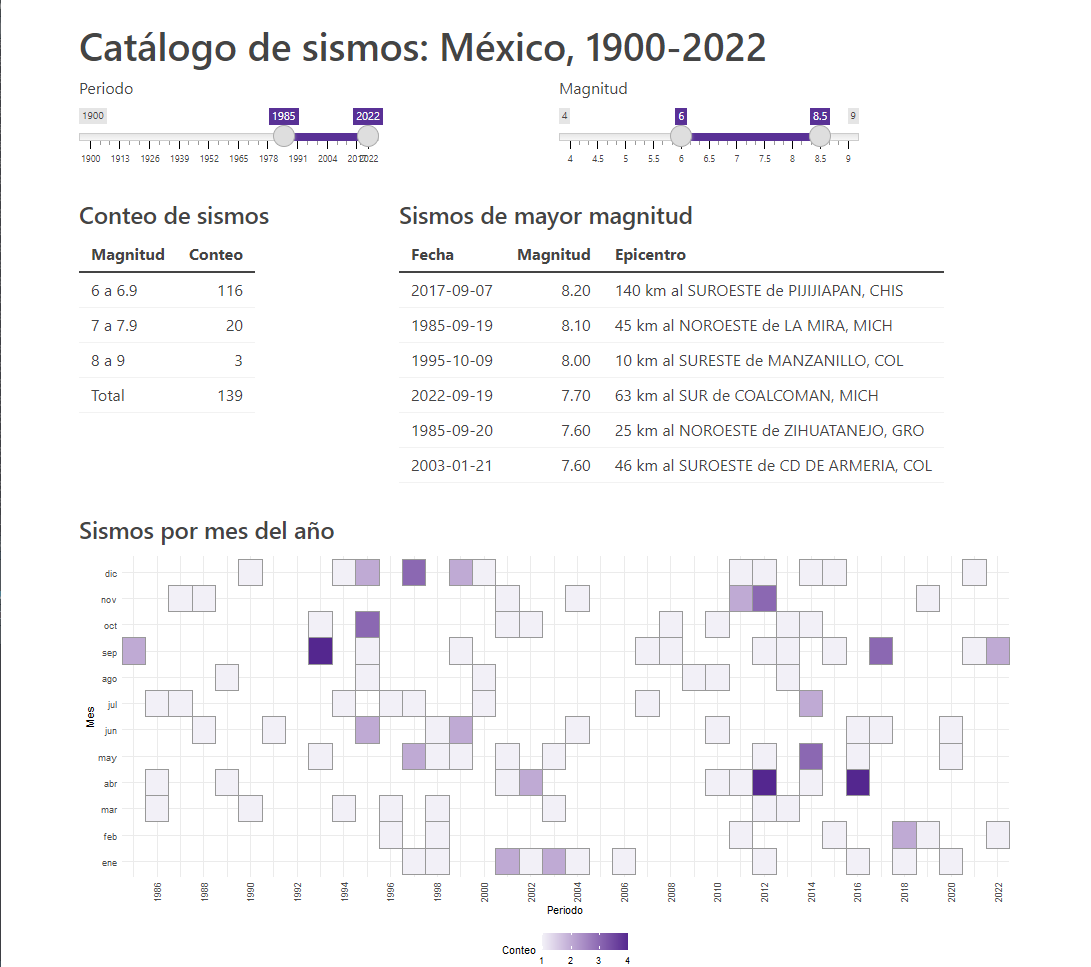 Catálogo de sismos: México, 1900-2022
Periodo
Magnitud
1900 1985 2022
4 6 8.5 9
1900 1913 1926 1939 1952 1965 1978 1991 2004 2022
4 4.5 5 5.5 6 6.5 7 7.5 8 8.5 9
Conteo de sismos
Magnitud Conteo
6 a 6.9 116
7 a 7.9 20
8 a 9 3
Total 139
Sismos de mayor magnitud
Fecha Magnitud Epicentro
2017-09-07 8.20 140 km al SUROESTE de PIJIJIAPAN, CHIS
1985-09-19 8.10 45 km al NOROESTE de LA MIRA, MICH
1995-10-09 8.00 10 km al SURESTE de MANZANILLO, COL
2022-09-19 7.70 63 km al SUR de COALCOMAN, MICH
1985-09-20 7.60 25 km al NOROESTE de ZIHUATANEJO, GRO
2003-01-21 7.60 46 km al SUROESTE de CD DE ARMERIA, COL
Sismos por mes del año
dic
nov
oct
sep
ago
jul
jun
may
abr
mar
feb
ene
Mes
1986 1988 1990 1992 1994 1996 1998 2000 2002 2004 2006 2008 2010 2012 2014 2016 2018 2020 2022
Periodo
Conteo
1 2 3 4